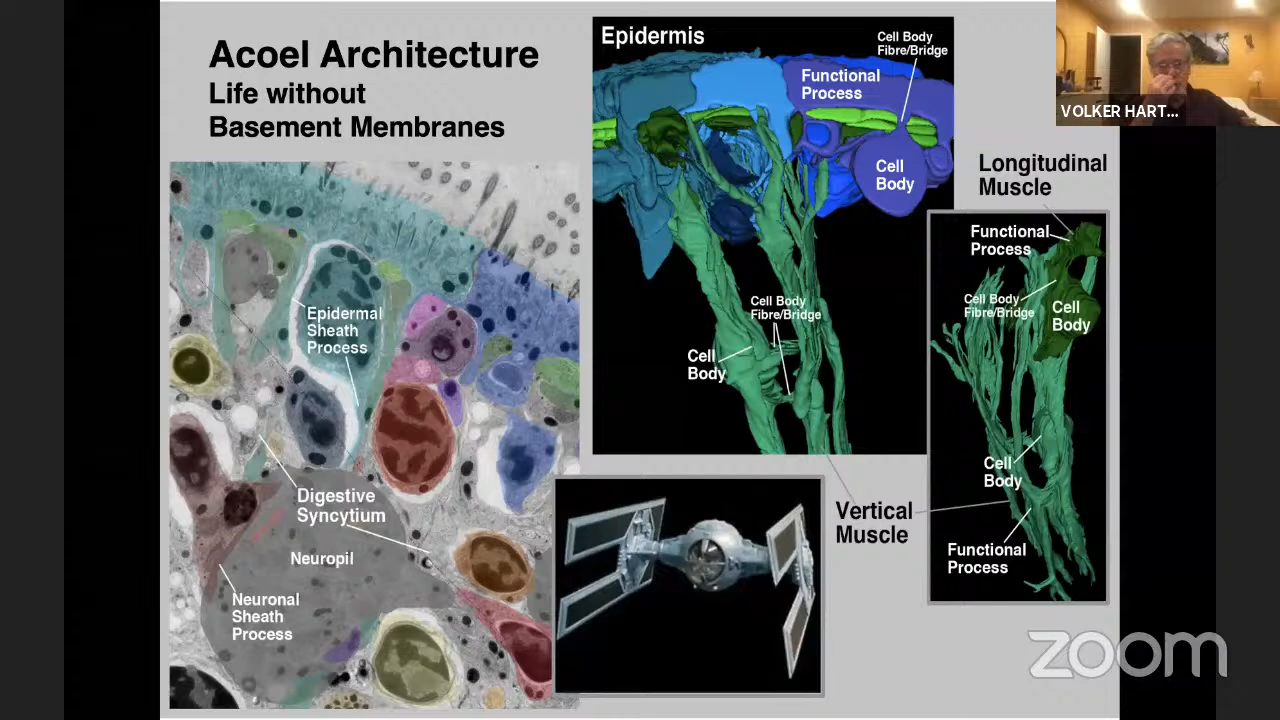 Acoel Architecture
Life without
Basement Membranes
Epidermis
Cell Body
Fibre/Bridge
Functional
Process
Cell
Body
VOLKER HART...
Longitudinal
Muscle
Functional
Process
Cell Body
Fibre/Bridge
Cell
Body
Epidermal
Sheath
Process
Cell Body
Fibre/Bridge
Cell
Body
Digestive
Syncytium
Neuropil
Neuronal
Sheath
Process
Vertical
Muscle
Cell
Body
Functional
Process
zoom